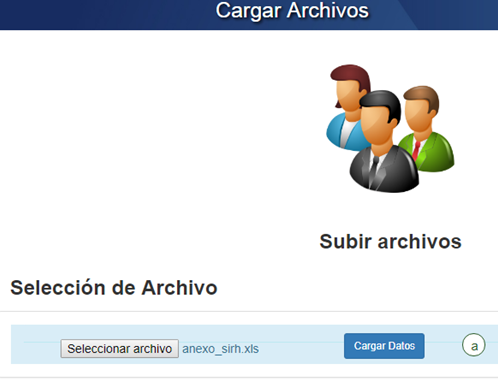 Cargar Archivos
Subir archivos
Selección de Archivo
Seleccionar archivo anexo_sirh.xls Cargar Datos a